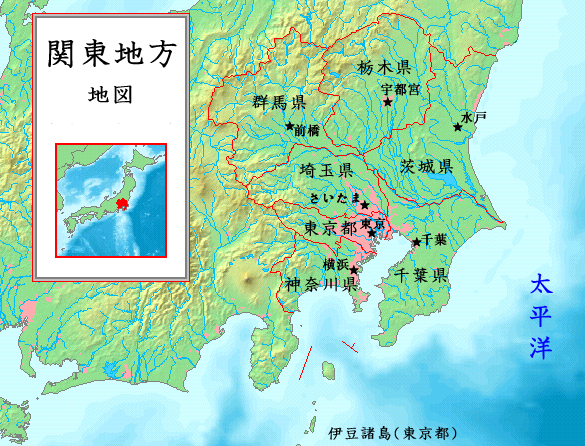 関東地方
地図
栃木県
宇都宮
群馬県
前橋
水戸
茨城県
埼玉県
さいたま
東京都
東京
千葉
横浜
神奈川県
千葉県
太平洋
伊豆諸島(東京都)